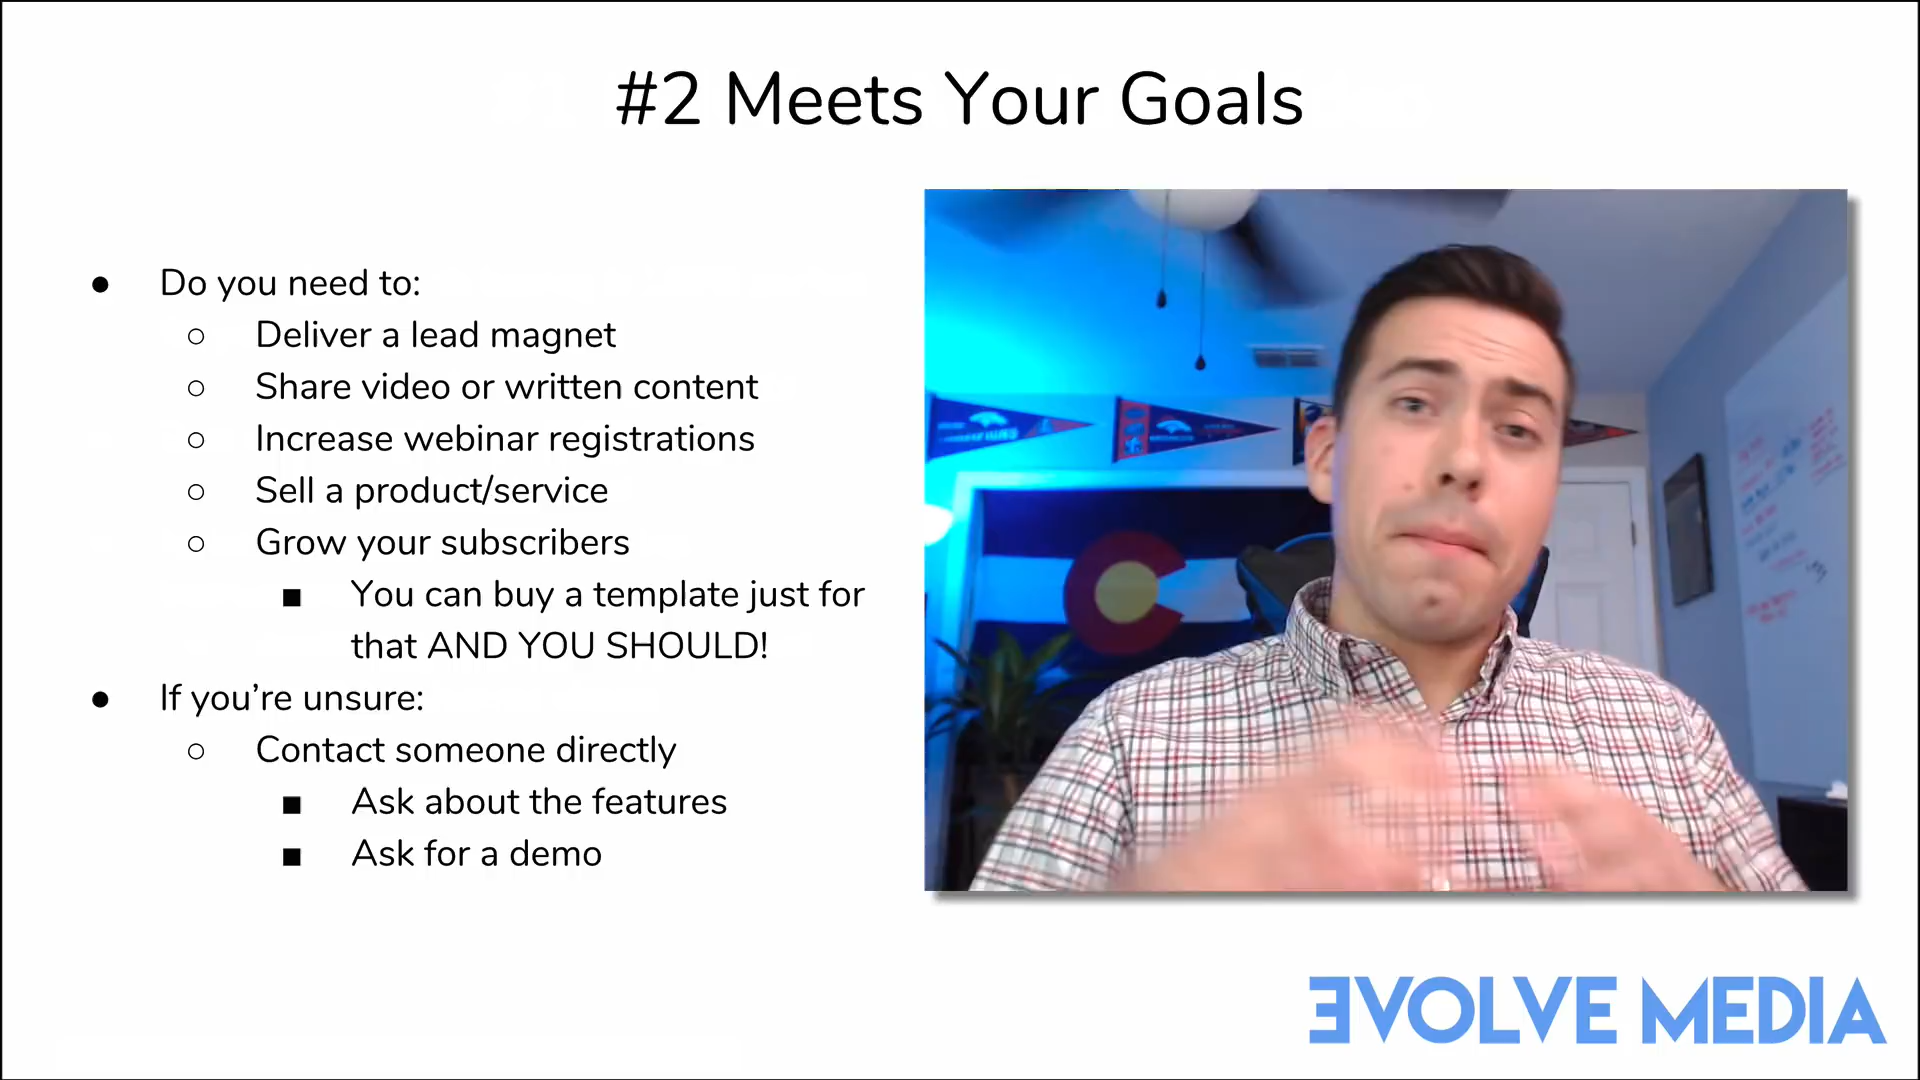 #2 Meets Your Goals
● Do you need to:
○ Deliver a lead magnet
○ Share video or written content
○ Increase webinar registrations
○ Sell a product/service
○ Grow your subscribers
■ You can buy a template just for
that AND YOU SHOULD!
● If you’re unsure:
○ Contact someone directly
■ Ask about the features
■ Ask for a demo
EVOLVE MEDIA